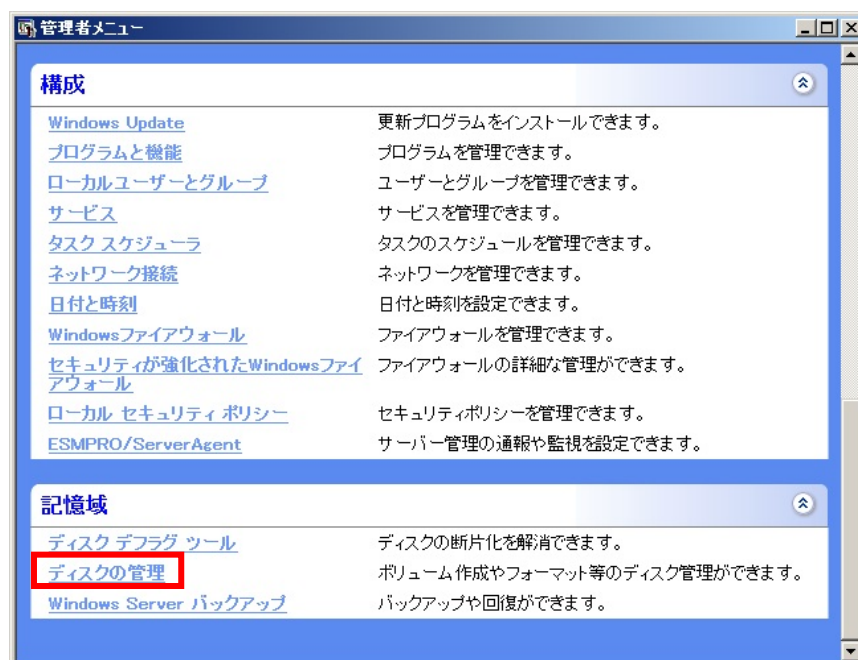 管理者メニュー
構成
Windows Update 更新プログラムをインストールできます。
プログラムと機能 プログラムを管理できます。
ローカルユーザーとグループ ユーザーとグループを管理できます。
サービス サービスを管理できます。
タスク スケジューラ タスクのスケジュールを管理できます。
ネットワーク接続 ネットワークを管理できます。
日付と時刻 日付と時刻を設定できます。
Windowsファイアウォール ファイアウォールを管理できます。
セキュリティが強化されたWindowsファイ ファイアウォールの詳細な管理ができます。
アウォール
ローカル セキュリティ ポリシー セキュリティポリシーを管理できます。
ESMPRO/ServerAgent サーバー管理の通報や監視を設定できます。
記憶域
ディスク デフラグ ツール ディスクの断片化を解消できます。
ディスクの管理 ボリューム作成やフォーマット等のディスク管理ができます。
Windows Server バックアップ バックアップや回復ができます。